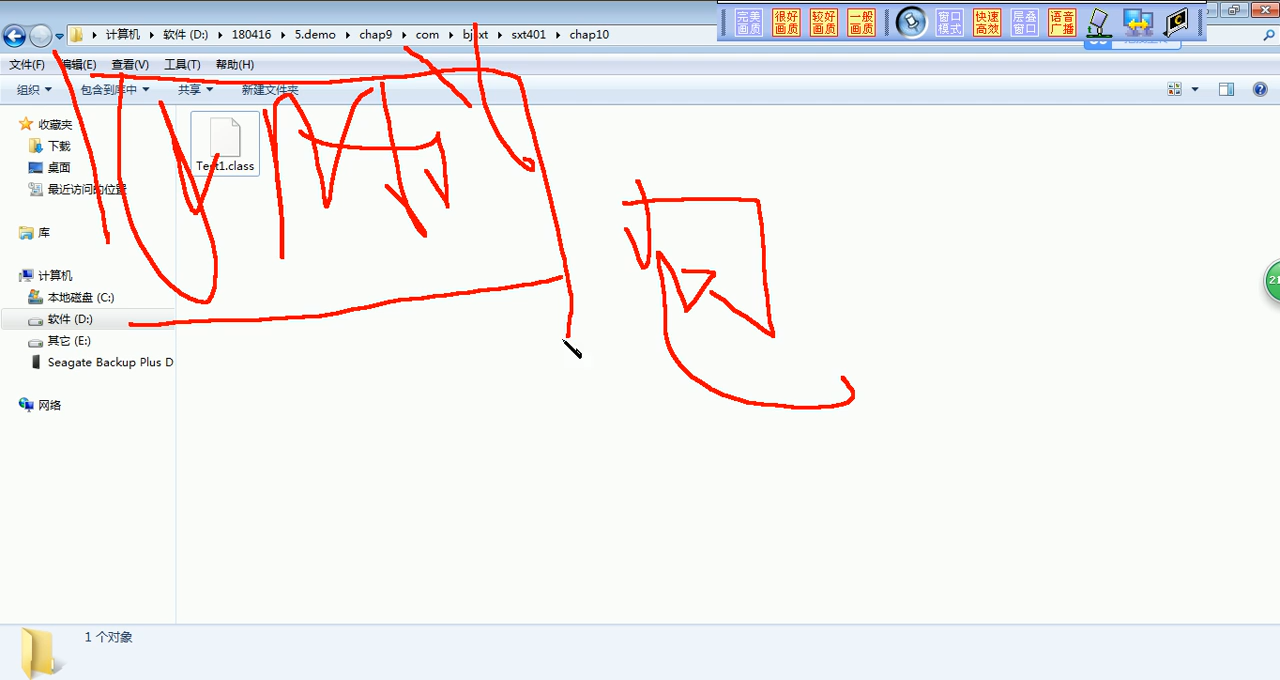 完美画质 很好画质 较好画质 一般画质 窗口模式 快速高效 层叠窗口 语音广播
计算机 软件 (D:) 180416 5.demo chap9 com sxt401 chap10
文件(F) 编辑(E) 查看(V) 工具(T) 帮助(H)
组织 包含到库中 共享 新建文件夹
收藏夹
下载
桌面
最近访问的位置
库
计算机
本地磁盘 (C:)
软件 (D:)
其它 (E:)
Seagate Backup Plus D
网络
Test1.class
21
1 个对象